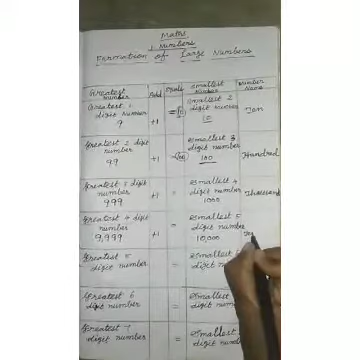 Maths
1. Numbers
Formation of Large Numbers
Greatest number Add Equals Smallest number Number Name
Greatest 1 digit number 9 +1 = 10 Smallest 2 digit number 10 Ten
Greatest 2 digit number 99 +1 = 100 Smallest 3 digit number 100 Hundred
Greatest 3 digit number 999 +1 = Smallest 4 digit number 1000 Thousand
Greatest 4 digit number 9,999 +1 = Smallest 5 digit number 10,000
Greatest 5 digit number = Smallest digit
Greatest 6 digit number = Smallest digit number
Greatest 7 digit number = Smallest digit number